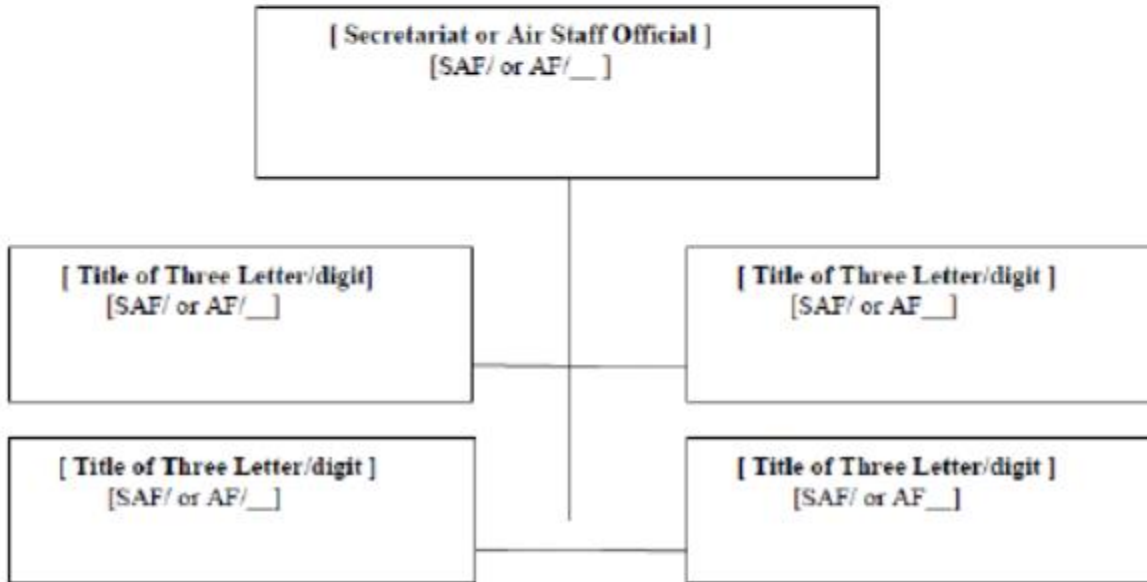 [ Secretariat or Air Staff Official ]
[SAF/ or AF/__ ]
[ Title of Three Letter/digit]
[SAF/ or AF/__]
[ Title of Three Letter/digit ]
[SAF/ or AF__]
[ Title of Three Letter/digit ]
[SAF/ or AF/__]
[ Title of Three Letter/digit ]
[SAF/ or AF__]